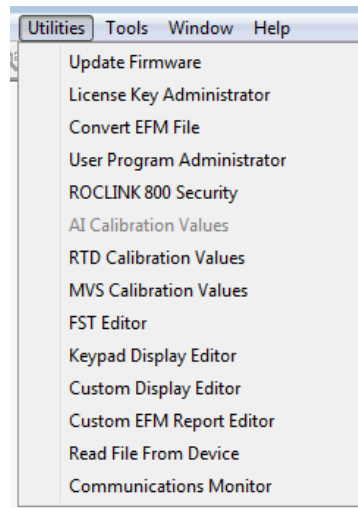 Utilities Tools Window Help
Update Firmware
License Key Administrator
Convert EFM File
User Program Administrator
ROCLINK 800 Security
AI Calibration Values
RTD Calibration Values
MVS Calibration Values
FST Editor
Keypad Display Editor
Custom Display Editor
Custom EFM Report Editor
Read File From Device
Communications Monitor